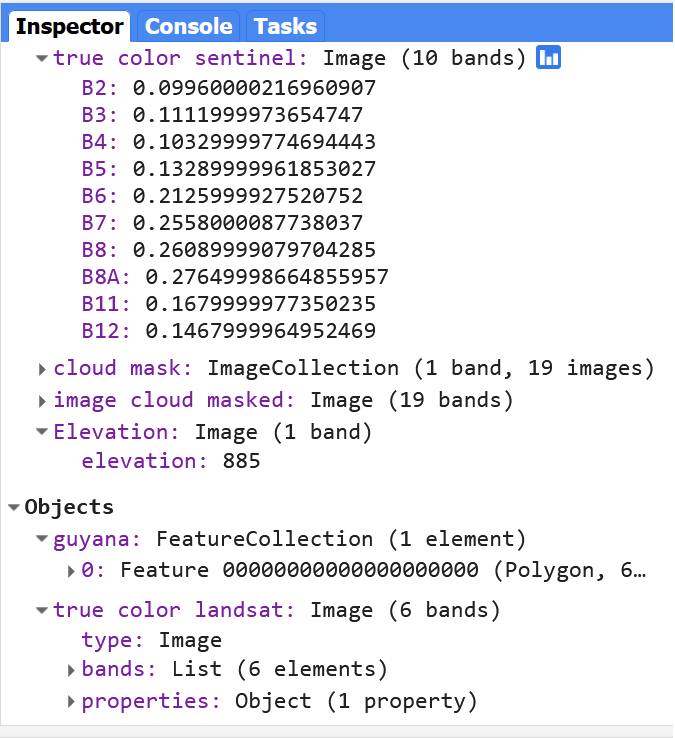 Inspector Console Tasks
true color sentinel: Image (10 bands)
B2: 0.09960000216960907
B3: 0.1111999973654747
B4: 0.10329999774694443
B5: 0.13289999961853027
B6: 0.2125999927520752
B7: 0.2558000087738037
B8: 0.26089999079704285
B8A: 0.27649998664855957
B11: 0.1679999977350235
B12: 0.1467999964952469
cloud mask: ImageCollection (1 band, 19 images)
image cloud masked: Image (19 bands)
Elevation: Image (1 band)
elevation: 885
Objects
guyana: FeatureCollection (1 element)
0: Feature 00000000000000000000 (Polygon, 6…
true color landsat: Image (6 bands)
type: Image
bands: List (6 elements)
properties: Object (1 property)